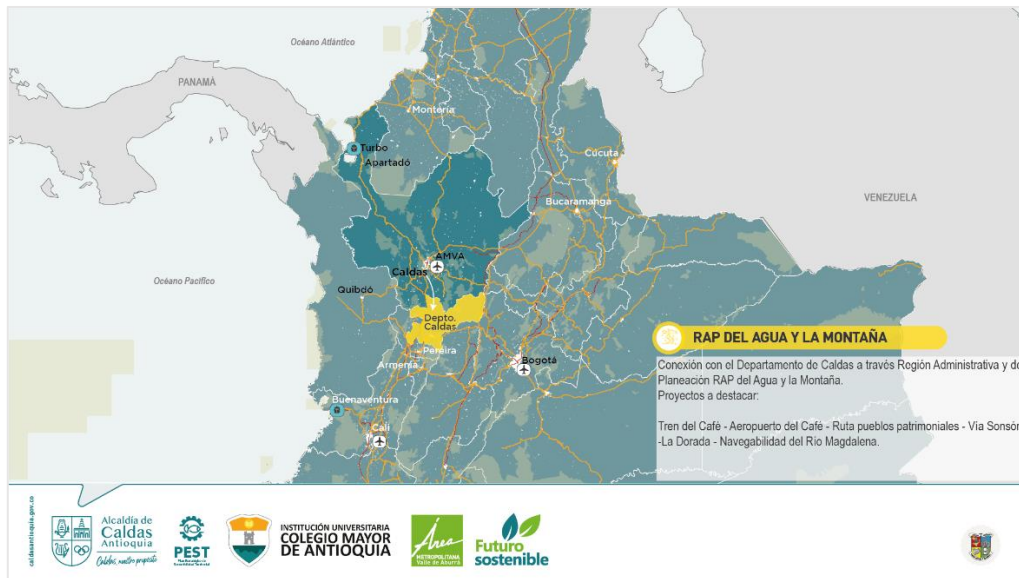 Océano Atlántico
PANAMÁ
Montería
Turbo
Apartadó
Cúcuta
Bucaramanga
VENEZUELA
AMVA
Caldas
Océano Pacífico
Quibdó
Depto.
Caldas
Pereira
Armenia
Bogotá
Buenaventura
Cali
RAP DEL AGUA Y LA MONTAÑA
Conexión con el Departamento de Caldas a través Región Administrativa y de
Planeación RAP del Agua y la Montaña.
Proyectos a destacar:
Tren del Café - Aeropuerto del Café - Ruta pueblos patrimoniales - Vía Sonsón
-La Dorada - Navegabilidad del Río Magdalena.
caldasantioquia.gov.co
Alcaldía de
Caldas
Antioquia
Caldas, nuestro propósito
PEST
INSTITUCIÓN UNIVERSITARIA
COLEGIO MAYOR
DE ANTIOQUIA
Área
METROPOLITANA
Valle de Aburrá
Futuro
sostenible